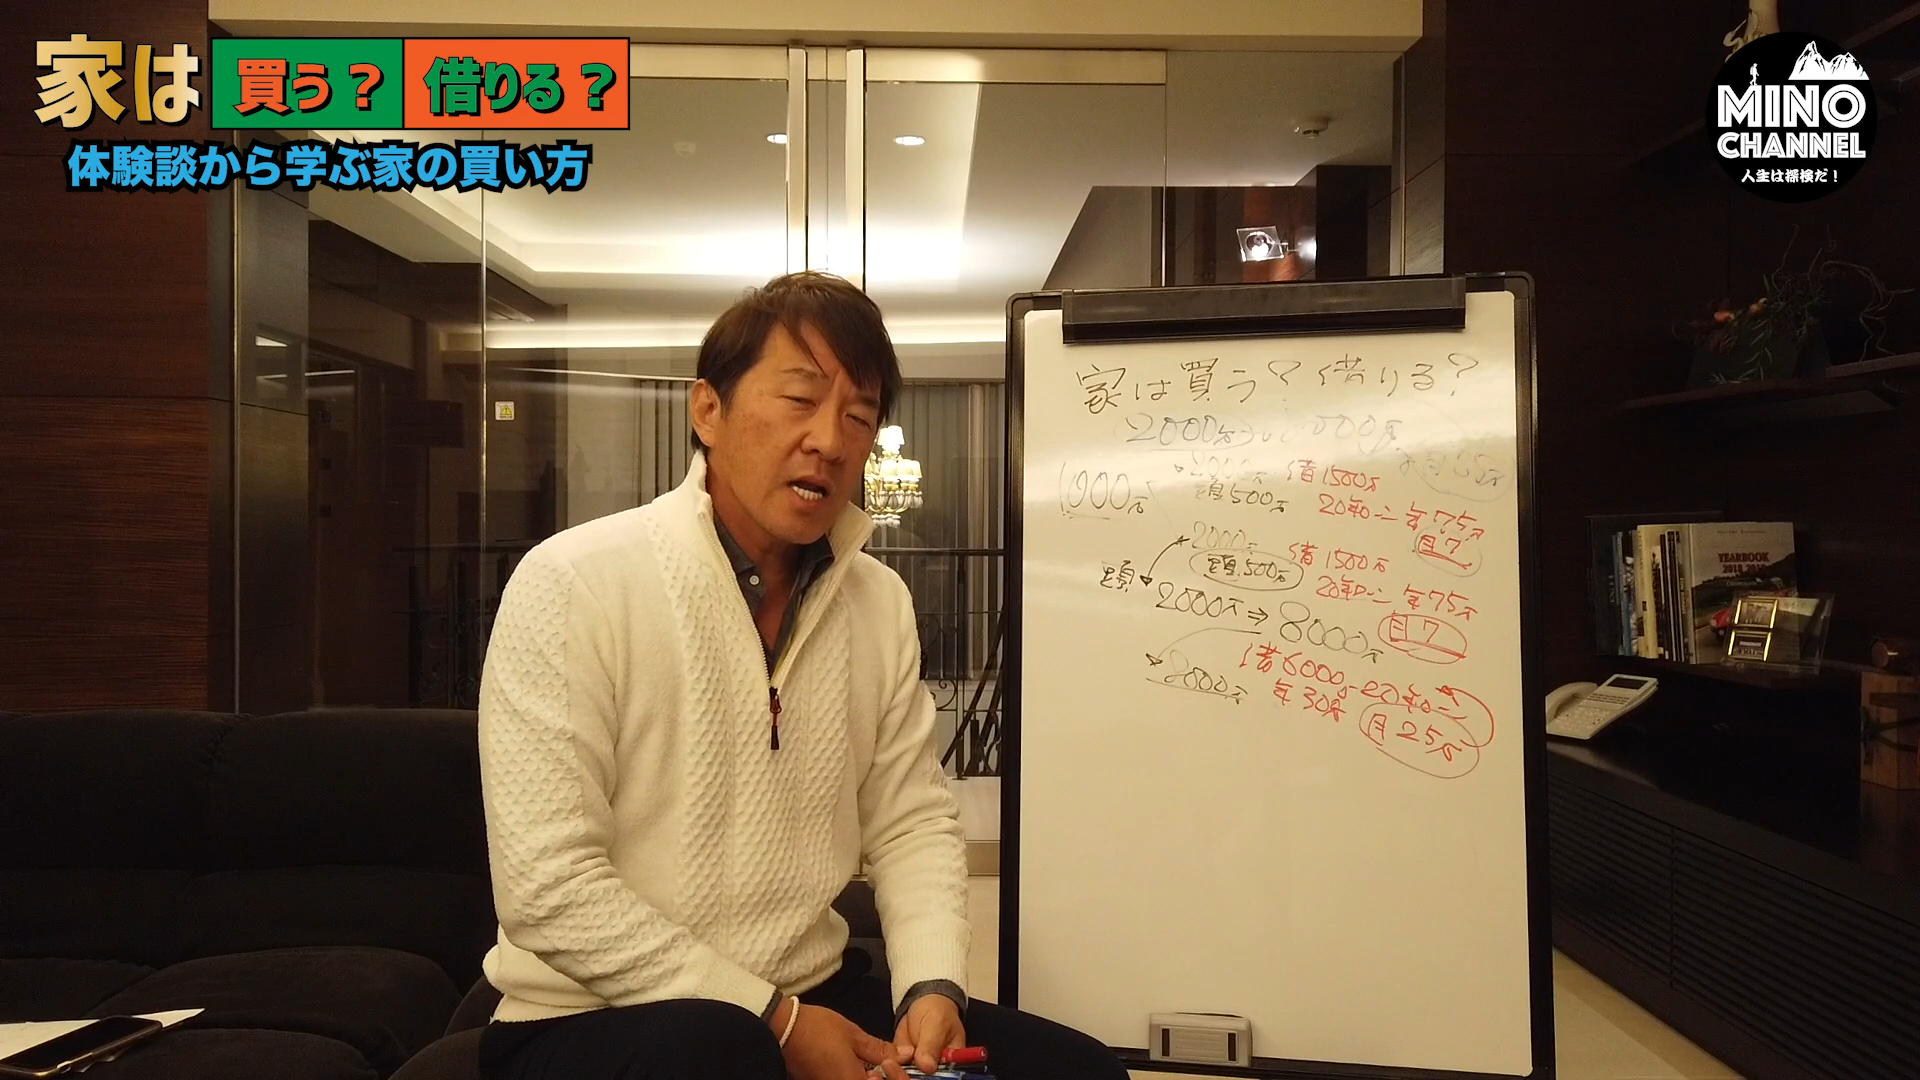 家は買う？借りる？
体験談から学ぶ家の買い方
MINO
CHANNEL
人生は探検だ！
家は買う？借りる？
2000万
1000万
2000万
借1500万
頭500万
20年ローン 年75万
月7
2000
頭500万
借1500万
20年ローン 年75万
月7
頭
2000万⇒8000万
借6000
20年ローン
8000万
年300万
月25万
YEARBOOK